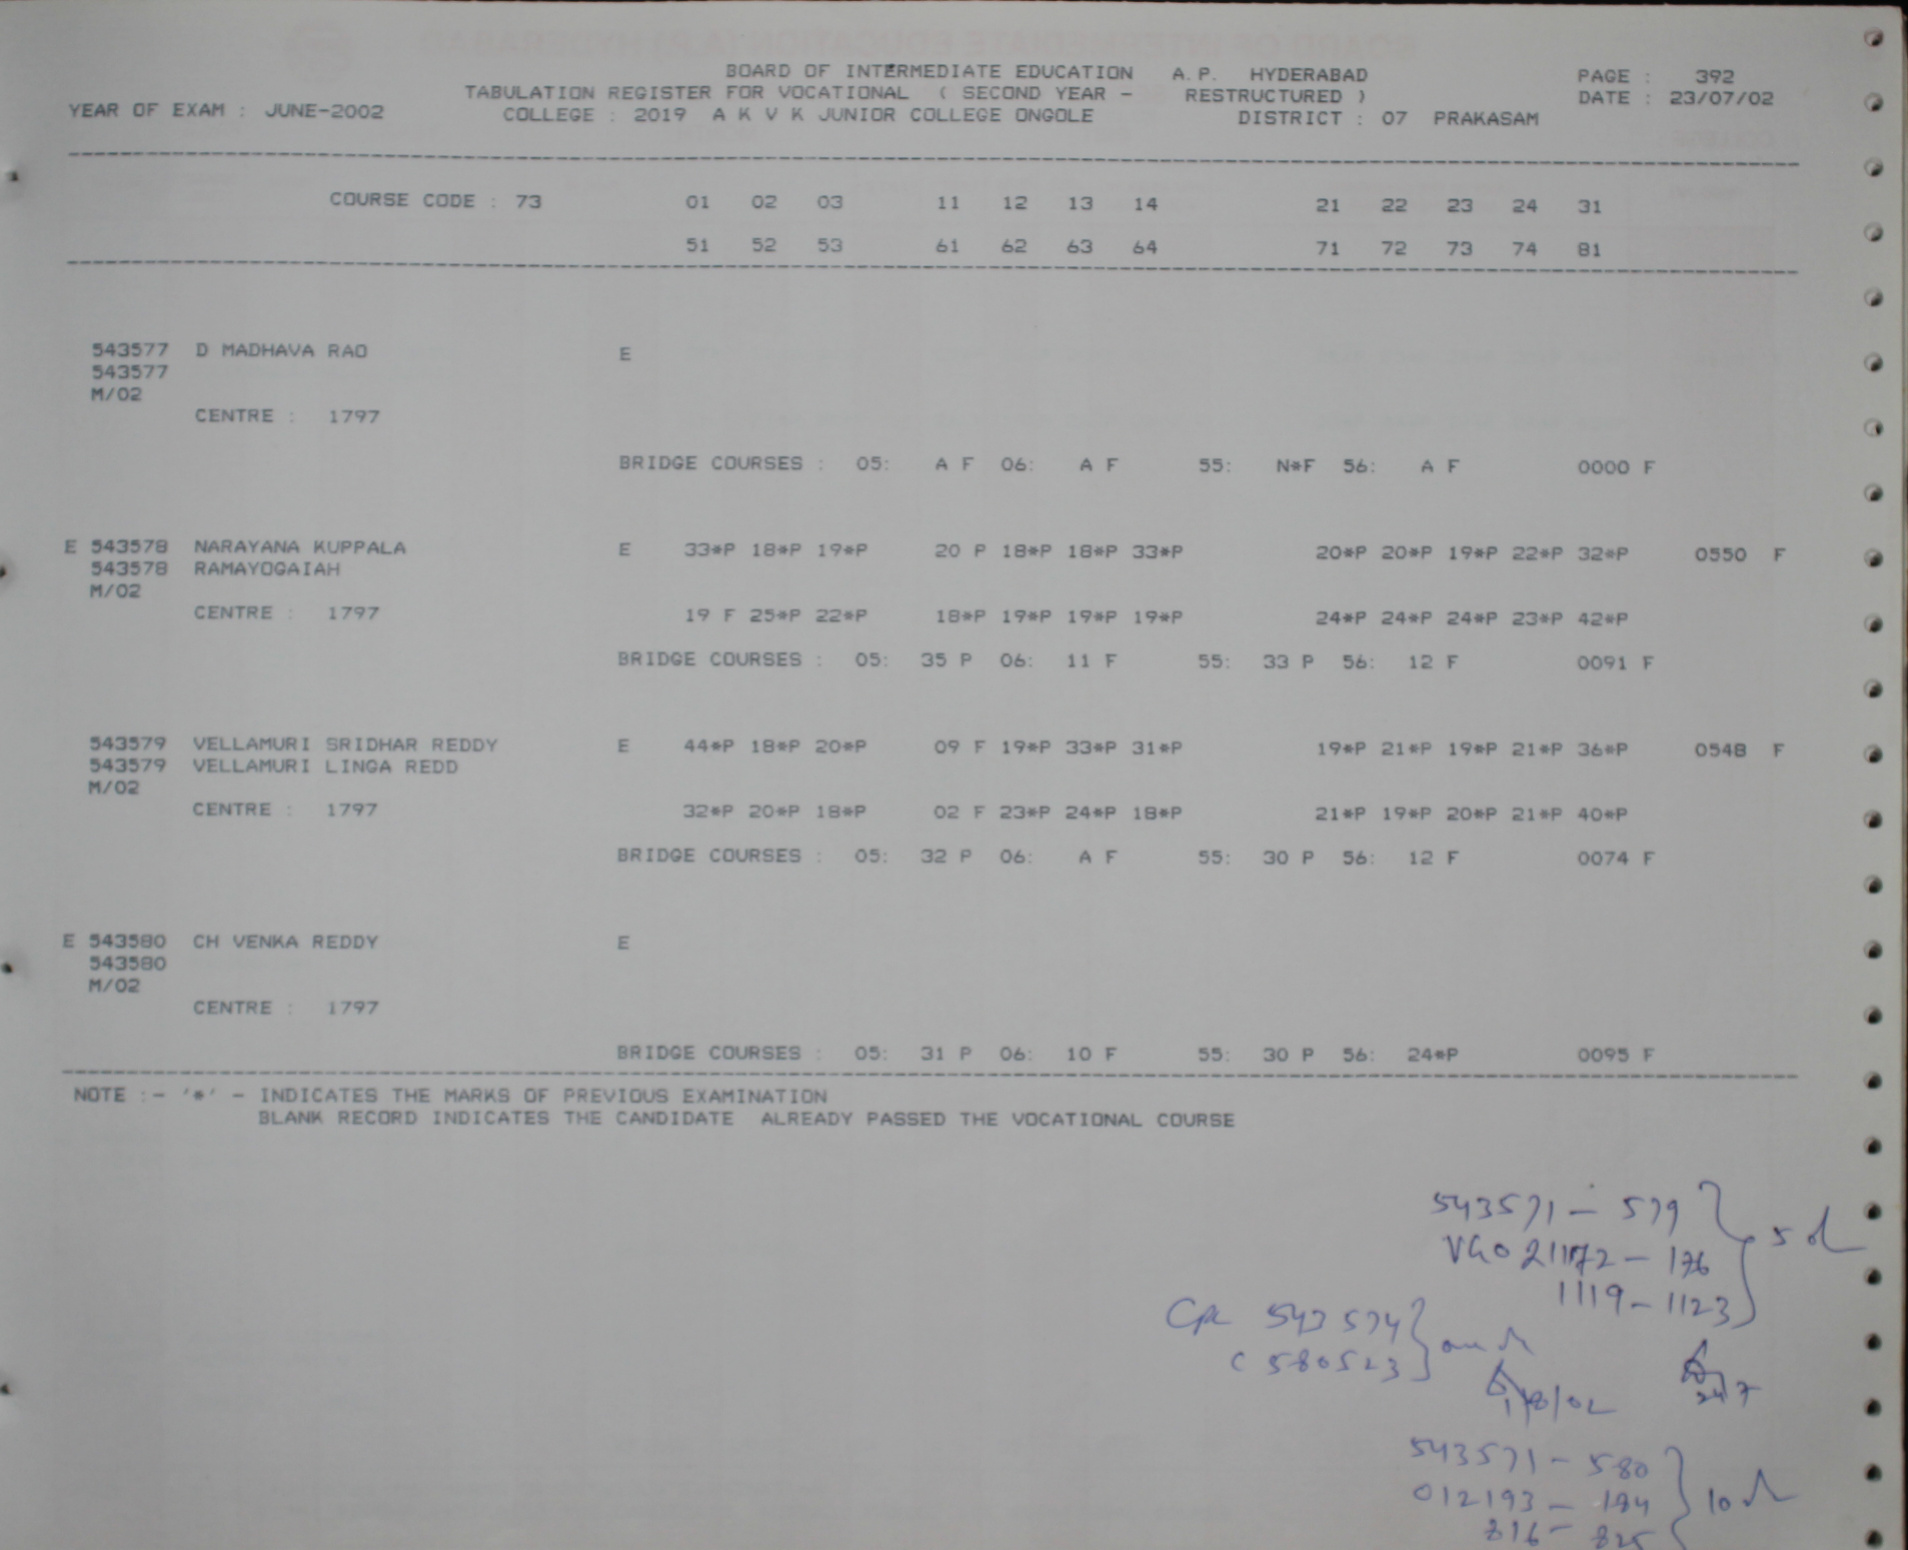 BOARD OF INTERMEDIATE EDUCATION A.P. HYDERABAD PAGE : 392
TABULATION REGISTER FOR VOCATIONAL ( SECOND YEAR - RESTRUCTURED ) DATE : 23/07/02
YEAR OF EXAM : JUNE-2002 COLLEGE : 2019 A K V K JUNIOR COLLEGE ONGOLE DISTRICT : 07 PRAKASAM
COURSE CODE : 73 01 02 03 11 12 13 14 21 22 23 24 31
51 52 53 61 62 63 64 71 72 73 74 81
543577 D MADHAVA RAO E
543577
M/02
CENTRE : 1797
BRIDGE COURSES : 05: A F 06: A F 55: N*F 56: A F 0000 F
E 543578 NARAYANA KUPPALA E 33*P 18*P 19*P 20 P 18*P 18*P 33*P 20*P 20*P 19*P 22*P 32*P 0550 F
543578 RAMAYOGAIAH
M/02
CENTRE : 1797 19 F 25*P 22*P 18*P 19*P 19*P 19*P 24*P 24*P 24*P 23*P 42*P
BRIDGE COURSES : 05: 35 P 06: 11 F 55: 33 P 56: 12 F 0091 F
543579 VELLAMURI SRIDHAR REDDY E 44*P 18*P 20*P 09 F 19*P 33*P 31*P 19*P 21*P 19*P 21*P 36*P 0548 F
543579 VELLAMURI LINGA REDD
M/02
CENTRE : 1797 32*P 20*P 18*P 02 F 23*P 24*P 18*P 21*P 19*P 20*P 21*P 40*P
BRIDGE COURSES : 05: 32 P 06: A F 55: 30 P 56: 12 F 0074 F
E 543580 CH VENKA REDDY E
543580
M/02
CENTRE : 1797
BRIDGE COURSES : 05: 31 P 06: 10 F 55: 30 P 56: 24*P 0095 F
NOTE :- '*' - INDICATES THE MARKS OF PREVIOUS EXAMINATION
BLANK RECORD INDICATES THE CANDIDATE ALREADY PASSED THE VOCATIONAL COURSE
543571 - 579
- 176 5
1119 - 1123
543574
580523
543571 - 580
012193 - 10
816 - 825